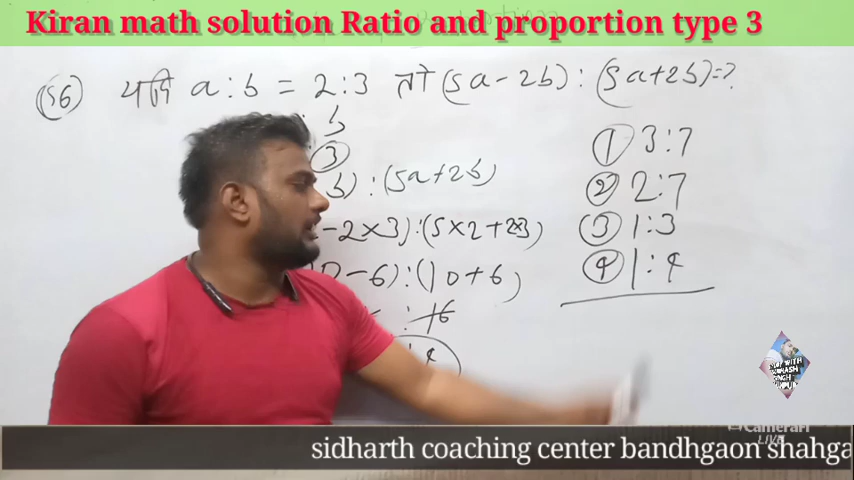 Kiran math solution Ratio and proportion type 3
(56) यदि a:b = 2:3 तो (5a-2b):(5a+2b)=?
: b
3
b) : (5a+2b)
-2×3):(5×2+2×3)
-6):(10+6)
: 16
: 4
① 3:7
② 2:7
③ 1:3
④ 1:4
LIVE
sidharth coaching center bandhgaon shahga